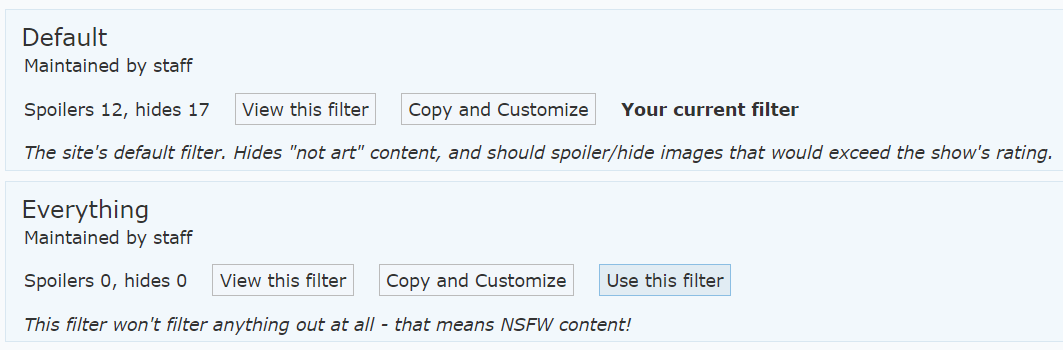 Default
Maintained by staff
Spoilers 12, hides 17 View this filter Copy and Customize Your current filter
The site's default filter. Hides "not art" content, and should spoiler/hide images that would exceed the show's rating.
Everything
Maintained by staff
Spoilers 0, hides 0 View this filter Copy and Customize Use this filter
This filter won't filter anything out at all - that means NSFW content!